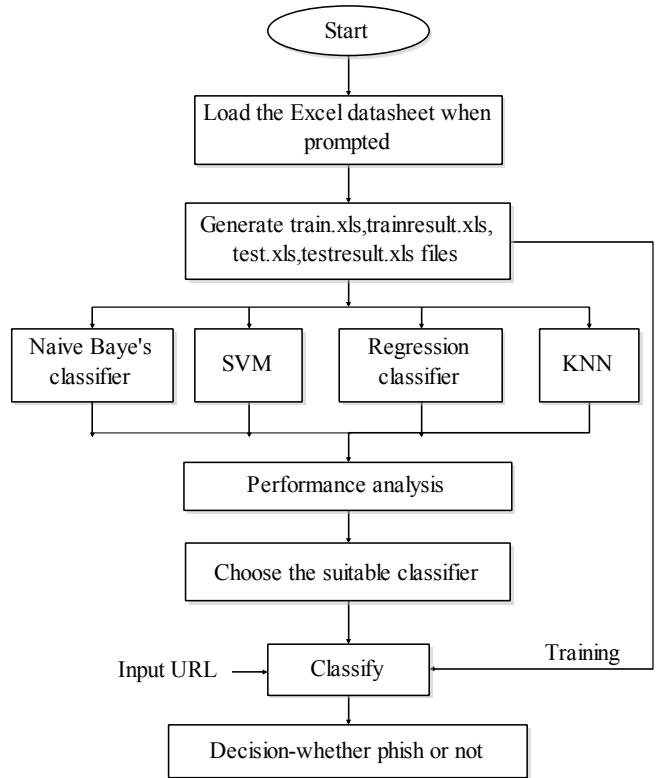 Start
Load the Excel datasheet when
prompted
Generate train.xls,trainresult.xls,
test.xls,testresult.xls files
Naive Baye's
classifier
SVM
Regression
classifier
KNN
Performance analysis
Choose the suitable classifier
Input URL
Classify
Training
Decision-whether phish or not